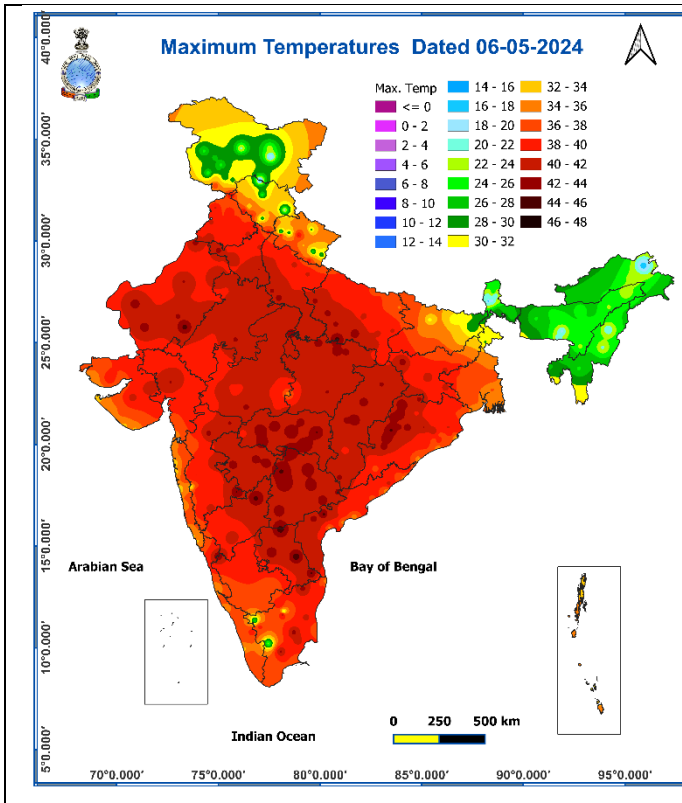 Maximum Temperatures Dated 06-05-2024
Max. Temp
<= 0
0 - 2
2 - 4
4 - 6
6 - 8
8 - 10
10 - 12
12 - 14
14 - 16
16 - 18
18 - 20
20 - 22
22 - 24
24 - 26
26 - 28
28 - 30
30 - 32
32 - 34
34 - 36
36 - 38
38 - 40
40 - 42
42 - 44
44 - 46
46 - 48
40°0.000'
35°0.000'
30°0.000'
25°0.000'
20°0.000'
15°0.000'
10°0.000'
5°0.000'
Arabian Sea
Bay of Bengal
Indian Ocean
0 250 500 km
70°0.000' 75°0.000' 80°0.000' 85°0.000' 90°0.000' 95°0.000'